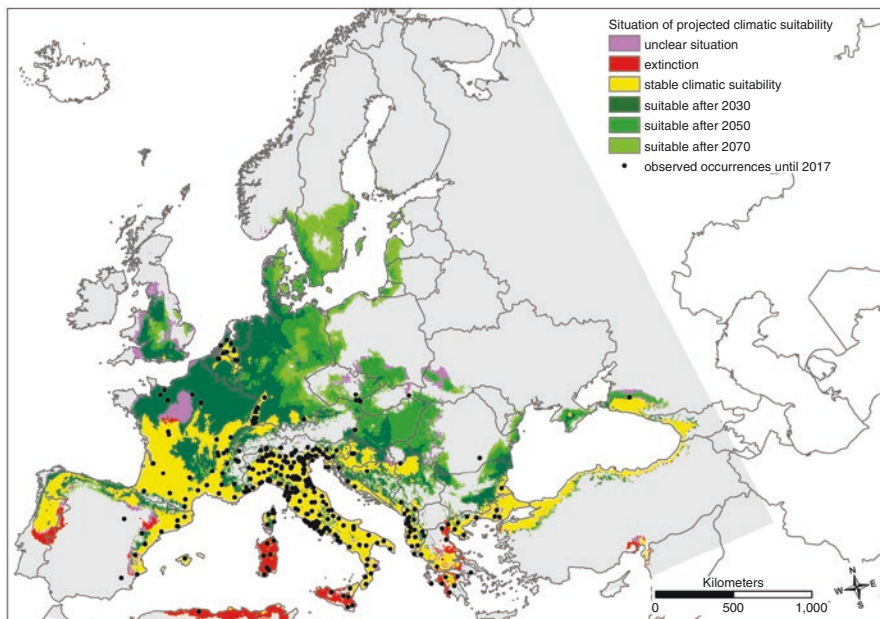 Situation of projected climatic suitability
unclear situation
extinction
stable climatic suitability
suitable after 2030
suitable after 2050
suitable after 2070
observed occurrences until 2017
Kilometers
0 500 1,000
N
W E
S